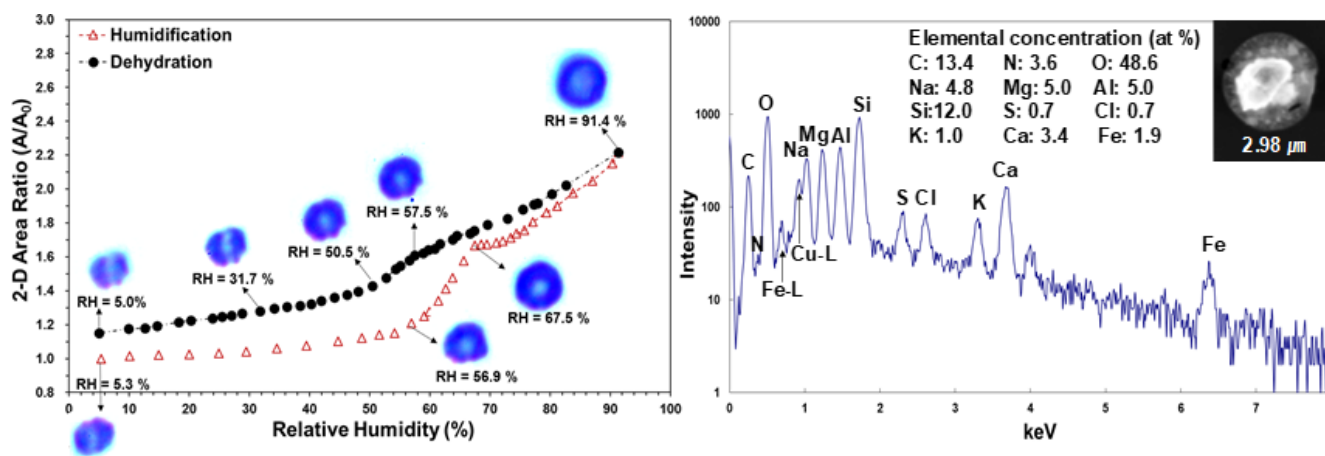 3.0
2.8
2.6
2.4
2.2
2.0
1.8
1.6
1.4
1.2
1.0
0.8
2-D Area Ratio (A/A₀)
Humidification
Dehydration
RH = 91.4 %
RH = 57.5 %
RH = 50.5 %
RH = 31.7 %
RH = 5.0%
RH = 67.5 %
RH = 56.9 %
RH = 5.3 %
0 10 20 30 40 50 60 70 80 90 100
Relative Humidity (%)
10000
1000
100
10
1
Intensity
Elemental concentration (at %)
C: 13.4 N: 3.6 O: 48.6
Na: 4.8 Mg: 5.0 Al: 5.0
Si:12.0 S: 0.7 Cl: 0.7
K: 1.0 Ca: 3.4 Fe: 1.9
2.98 μm
C
N
O
Fe-L
Cu-L
Na
Mg
Al
Si
S
Cl
K
Ca
Fe
0 1 2 3 4 5 6 7
keV